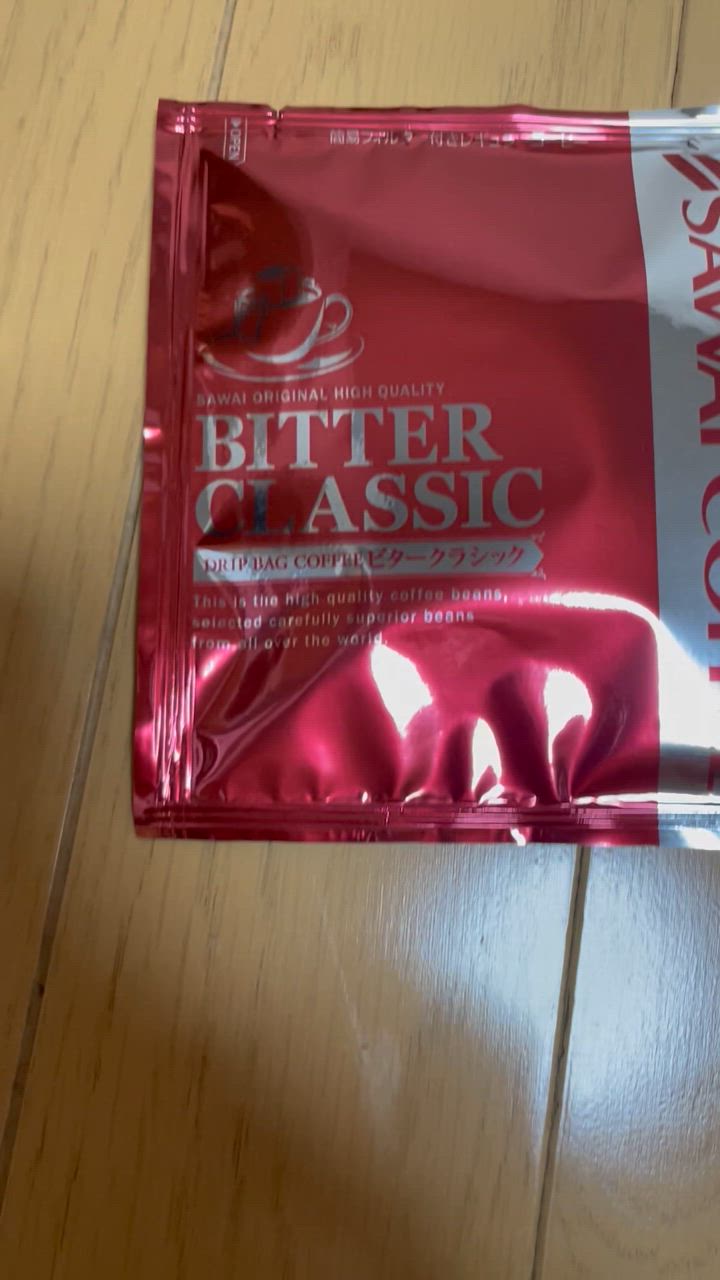 OPEN
簡易フィルター付きレギュラーコーヒー
SAWAI ORIGINAL HIGH QUALITY
BITTER
CLASSIC
DRIP BAG COFFEE ビタークラシック
This is the high quality coffee beans,
selected carefully superior beans
from all over the world.
SAWAI